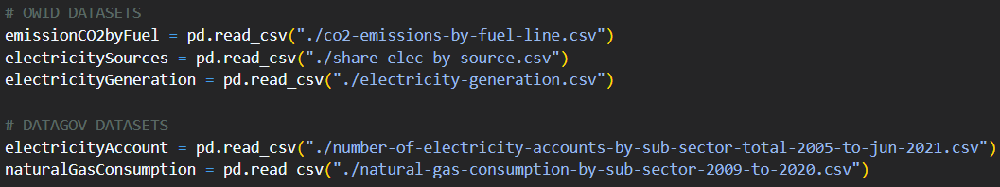 # OWID DATASETS
emissionCO2byFuel = pd.read_csv("./co2-emissions-by-fuel-line.csv")
electricitySources = pd.read_csv("./share-elec-by-source.csv")
electricityGeneration = pd.read_csv("./electricity-generation.csv")
# DATAGOV DATASETS
electricityAccount = pd.read_csv("./number-of-electricity-accounts-by-sub-sector-total-2005-to-jun-2021.csv")
naturalGasConsumption = pd.read_csv("./natural-gas-consumption-by-sub-sector-2009-to-2020.csv")